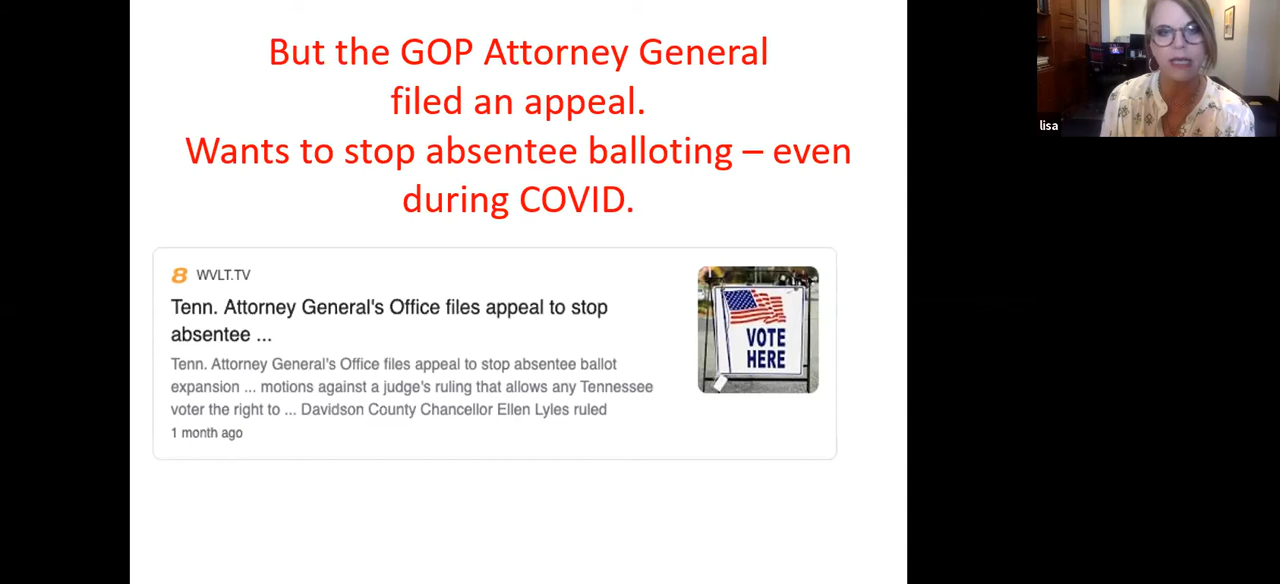 But the GOP Attorney General
filed an appeal.
Wants to stop absentee balloting – even
during COVID.
8 WVLT.TV
Tenn. Attorney General's Office files appeal to stop
absentee ...
Tenn. Attorney General's Office files appeal to stop absentee ballot
expansion ... motions against a judge's ruling that allows any Tennessee
voter the right to ... Davidson County Chancellor Ellen Lyles ruled
1 month ago
VOTE
HERE
lisa